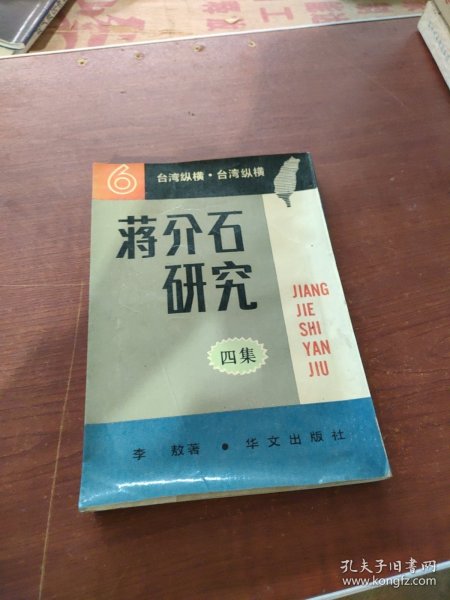 6
台湾纵横·台湾纵横
蒋介石
研究
JIANG
JIE
SHI
YAN
JIU
四集
李 敖著 · 华文出版社
孔夫子旧书网
www.kongfz.com